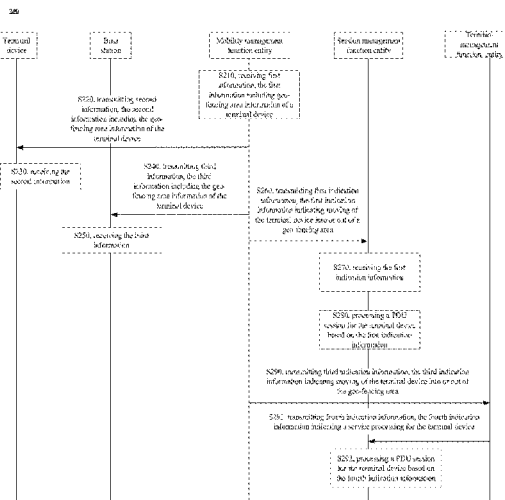 200
Terminal
device
Base
station
Mobility management
function entity
Session management
function entity
Terminal
management
function entity
S210, receiving first
information, the first
information including geo-
fencing area information of a
terminal device
S220, transmitting second
information, the second
information including the geo-
fencing area information of the
terminal device
S230, receiving the
second information
S240, transmitting third
information, the third
information including the geo-
fencing area information of the
terminal device
S250, receiving the third
information
S260, transmitting first indication
information, the first indication
information indicating moving of
the terminal device into or out of a
geo-fencing area
S270, receiving the first
indication information
S280, processing a PDU
session for the terminal device
based on the first indication
information
S290, transmitting third indication information, the third indication
information indicating moving of the terminal device into or out of
the geo-fencing area
S291, transmitting fourth indication information, the fourth indication
information indicating a service processing for the terminal device
S292, processing a PDU session
for the terminal device based on
the fourth indication information